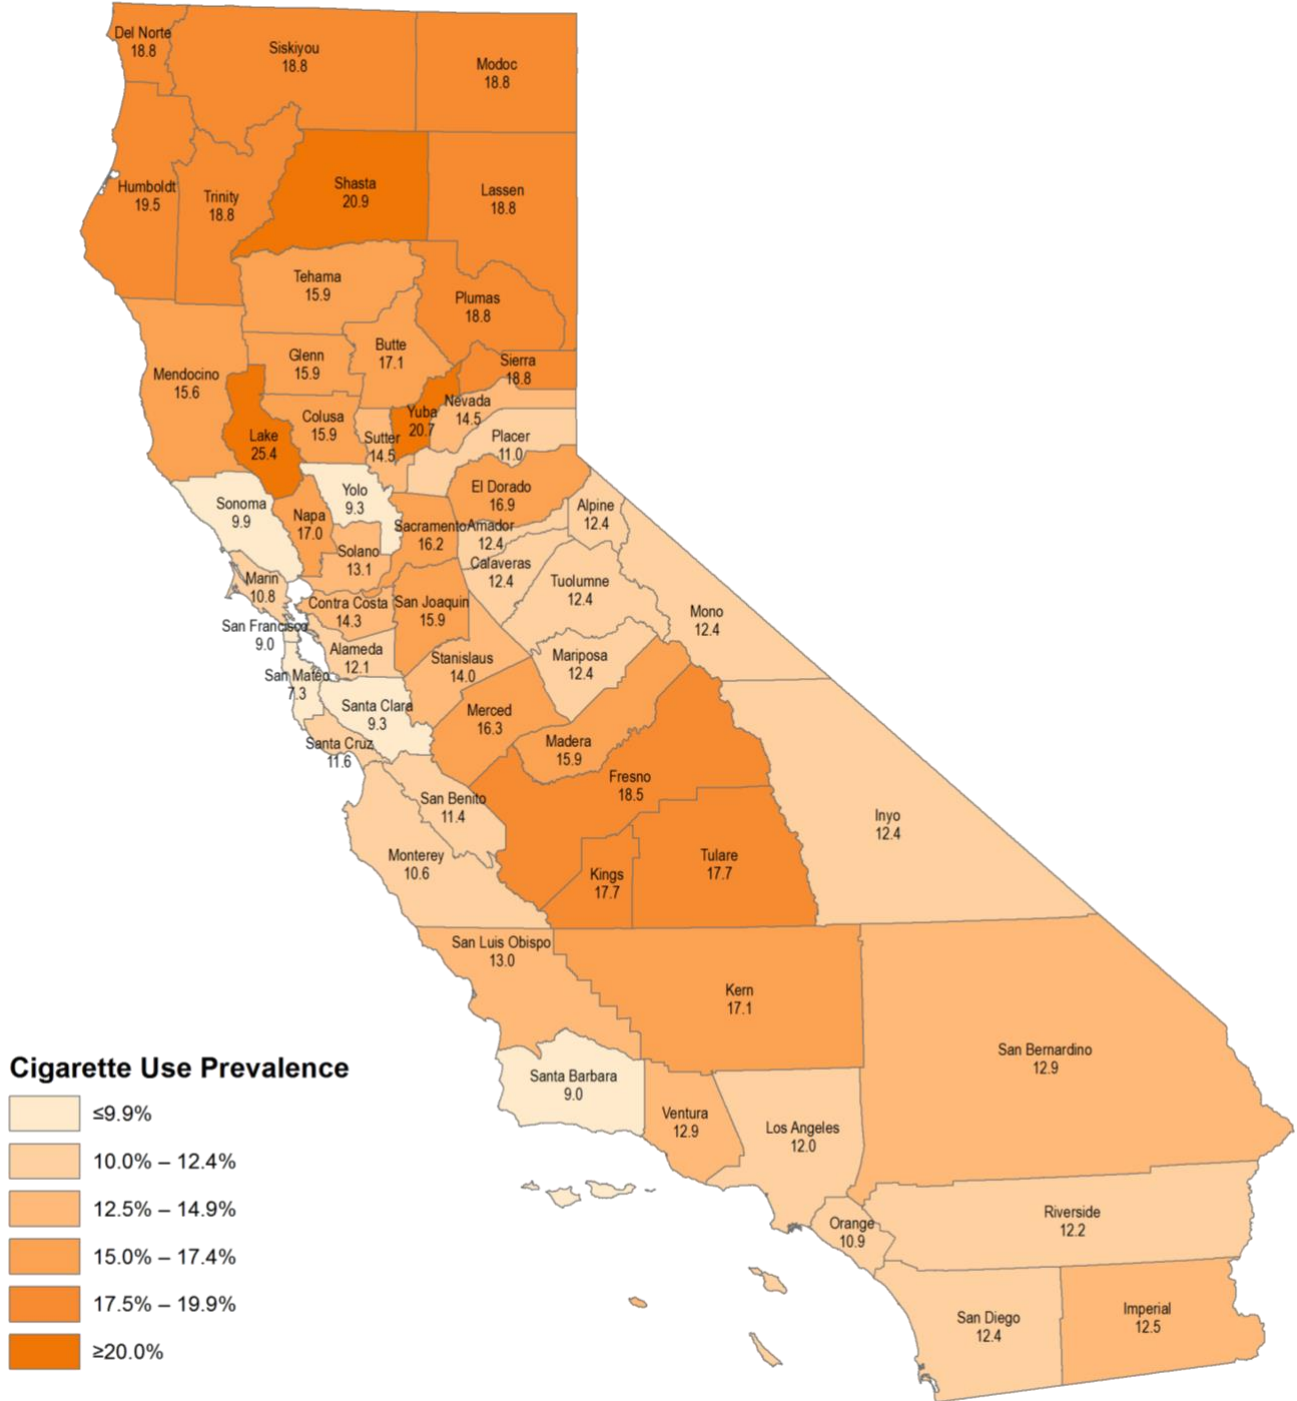 Del Norte
18.8
Siskiyou
18.8
Modoc
18.8
Humboldt
19.5
Trinity
18.8
Shasta
20.9
Lassen
18.8
Tehama
15.9
Plumas
18.8
Mendocino
15.6
Glenn
15.9
Butte
17.1
Sierra
18.8
Lake
25.4
Colusa
15.9
Sutter
14.5
Yuba
20.7
Nevada
14.5
Placer
11.0
Sonoma
9.9
Napa
17.0
Yolo
9.3
El Dorado
16.9
Sacramento
16.2
Amador
12.4
Alpine
12.4
Solano
13.1
Calaveras
12.4
Marin
10.8
Contra Costa
14.3
San Joaquin
15.9
Tuolumne
12.4
Mono
12.4
San Francisco
9.0
Alameda
12.1
Stanislaus
14.0
Mariposa
12.4
San Mateo
7.3
Santa Clara
9.3
Merced
16.3
Santa Cruz
11.6
Madera
15.9
Fresno
18.5
San Benito
11.4
Inyo
12.4
Monterey
10.6
Kings
17.7
Tulare
17.7
San Luis Obispo
13.0
Kern
17.1
San Bernardino
12.9
Santa Barbara
9.0
Ventura
12.9
Los Angeles
12.0
Orange
10.9
Riverside
12.2
San Diego
12.4
Imperial
12.5
Cigarette Use Prevalence
≤9.9%
10.0% – 12.4%
12.5% – 14.9%
15.0% – 17.4%
17.5% – 19.9%
≥20.0%